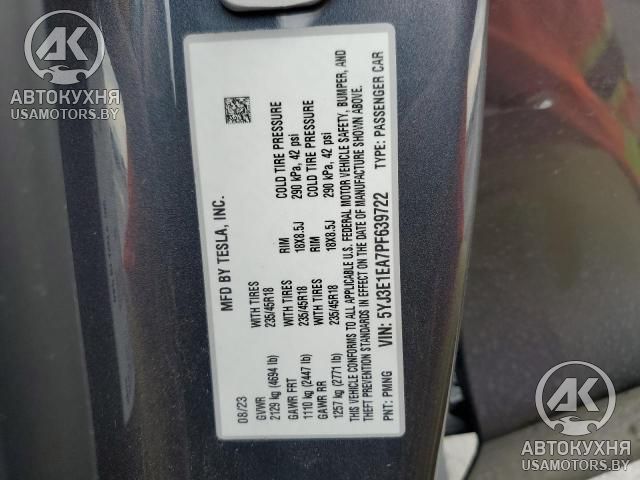 MFD BY TESLA, INC.
08/23
GVWR
2129 kg (4694 lb)
GAWR FRT WITH TIRES RIM COLD TIRE PRESSURE
1110 kg (2447 lb) 235/45R18 18X8.5J 290 kPa, 42 psi
GAWR RR WITH TIRES RIM COLD TIRE PRESSURE
1257 kg (2771 lb) 235/45R18 18X8.5J 290 kPa, 42 psi
THIS VEHICLE CONFORMS TO ALL APPLICABLE U.S. FEDERAL MOTOR VEHICLE SAFETY, BUMPER, AND
THEFT PREVENTION STANDARDS IN EFFECT ON THE DATE OF MANUFACTURE SHOWN ABOVE.
PNT: PMNG VIN: 5YJ3E1EA7PF639722 TYPE: PASSENGER CAR
АК
АВТОКУХНЯ
USAMOTORS.BY
АК
АВТОКУХНЯ
USAMOTORS.BY